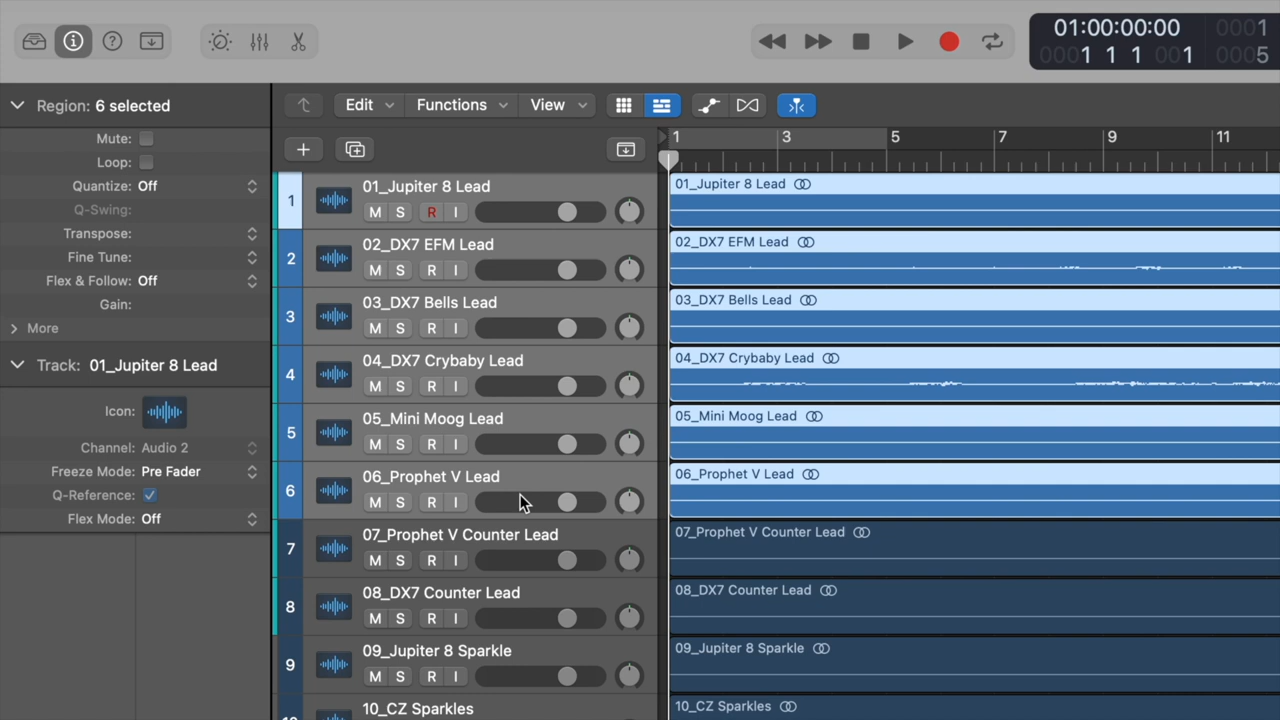 01:00:00:00 0001
0001 1 1 001 0005
Region: 6 selected
Edit Functions View
Mute:
Loop:
Quantize: Off
Q-Swing:
Transpose:
Fine Tune:
Flex & Follow: Off
Gain:
More
Track: 01_Jupiter 8 Lead
Icon:
Channel: Audio 2
Freeze Mode: Pre Fader
Q-Reference:
Flex Mode: Off
1 3 5 7 9 11
1 01_Jupiter 8 Lead
M S R I
01_Jupiter 8 Lead
2 02_DX7 EFM Lead
M S R I
02_DX7 EFM Lead
3 03_DX7 Bells Lead
M S R I
03_DX7 Bells Lead
4 04_DX7 Crybaby Lead
M S R I
04_DX7 Crybaby Lead
5 05_Mini Moog Lead
M S R I
05_Mini Moog Lead
6 06_Prophet V Lead
M S R I
06_Prophet V Lead
7 07_Prophet V Counter Lead
M S R I
07_Prophet V Counter Lead
8 08_DX7 Counter Lead
M S R I
08_DX7 Counter Lead
9 09_Jupiter 8 Sparkle
M S R I
09_Jupiter 8 Sparkle
10_CZ Sparkles
10_CZ Sparkles